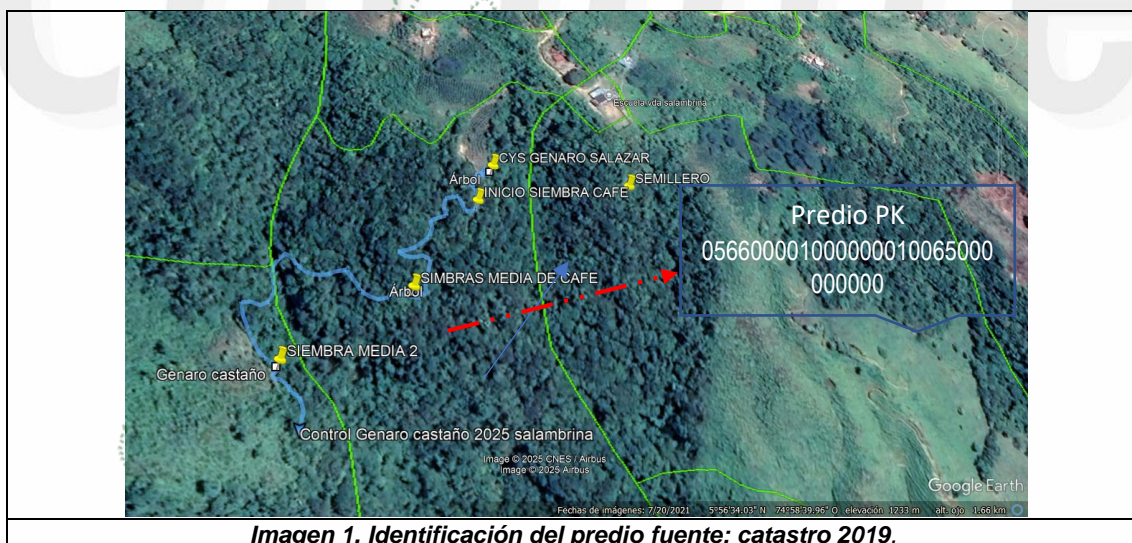 Escuela vda salambrina
CYS GENARO SALAZAR
Árbol
SEMILLERO
INICIO SIEMBRA CAFE
Predio PK
056600001000000010065000
000000
SIMBRAS MEDIA DE CAFE
Árbol
SIEMBRA MEDIA 2
Genaro castaño
Control Genaro castaño 2025 salambrina
Image © 2025 CNES / Airbus
Image © 2025 Airbus
Google Earth
Fechas de imágenes: 7/20/2021 5°56'34.03" N 74°58'39.96" O elevación 1233 m alt. ojo 1.66 km
Imagen 1. Identificación del predio fuente: catastro 2019.